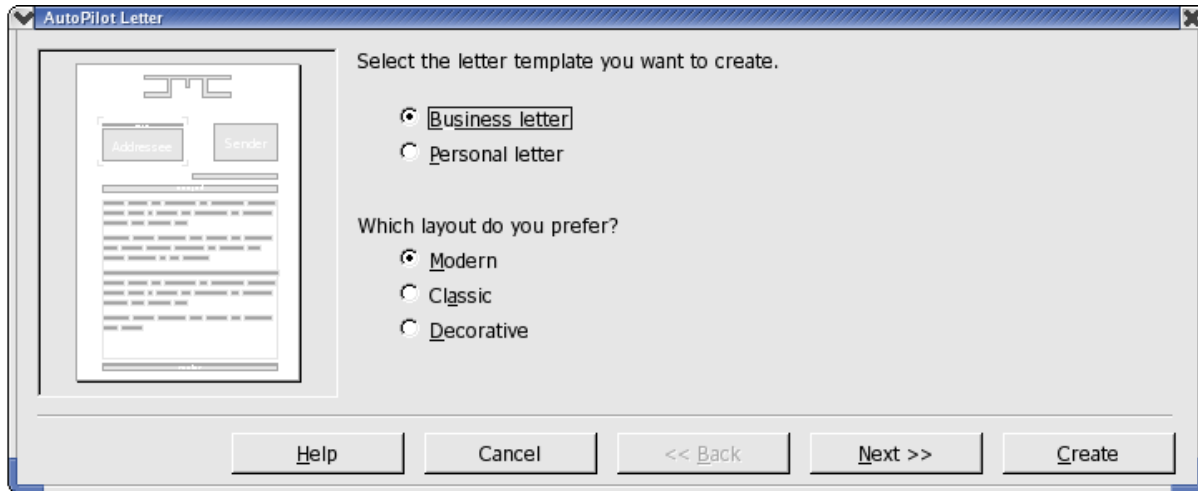 AutoPilot Letter
Select the letter template you want to create.
Business letter
Personal letter
Addressee
Sender
Which layout do you prefer?
Modern
Classic
Decorative
Help
Cancel
<< Back
Next >>
Create